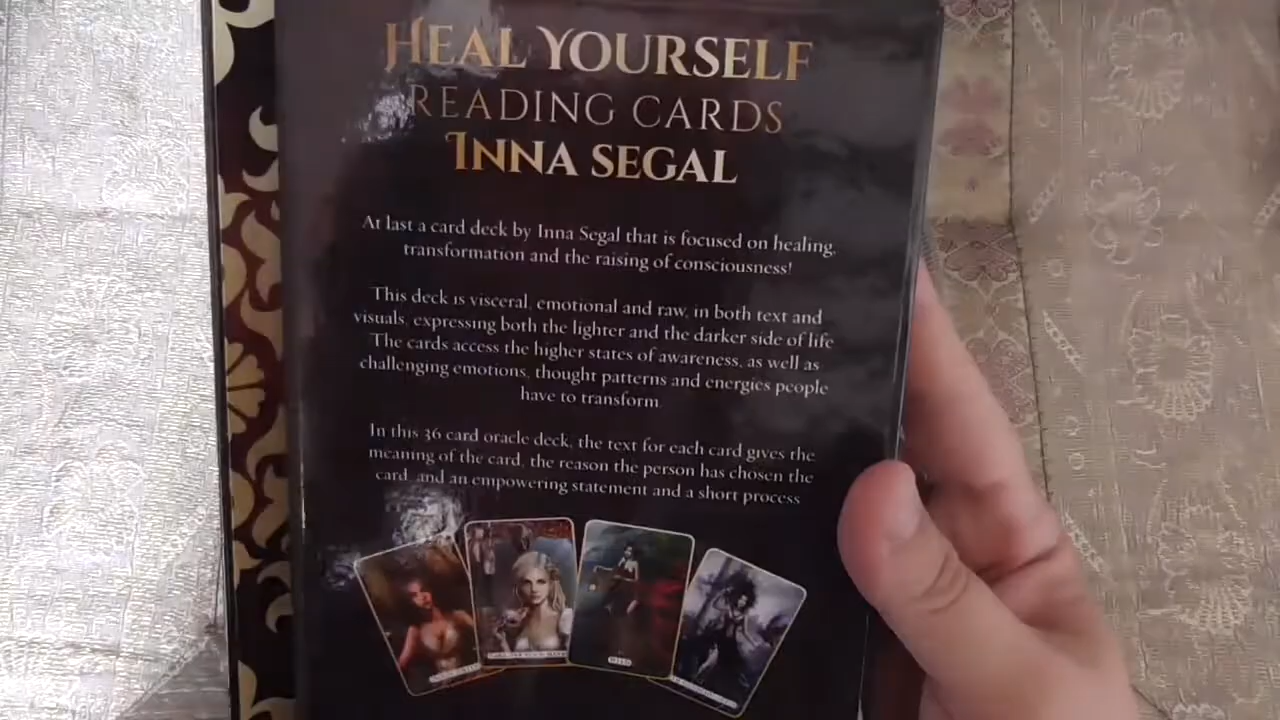 HEAL YOURSELF
READING CARDS
INNA SEGAL
At last a card deck by Inna Segal that is focused on healing,
transformation and the raising of consciousness!
This deck is visceral, emotional and raw, in both text and
visuals, expressing both the lighter and the darker side of life
The cards access the higher states of awareness, as well as
challenging emotions, thought patterns and energies people
have to transform.
In this 36 card oracle deck, the text for each card gives the
meaning of the card, the reason the person has chosen the
card, and an empowering statement and a short process